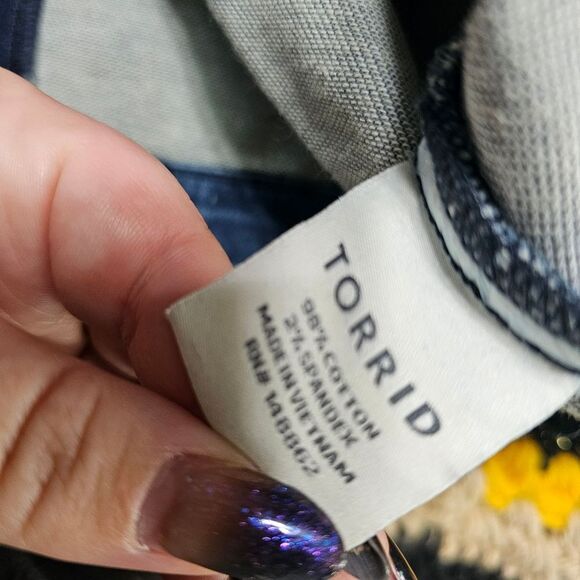 TORRID
98% COTTON
2% SPANDEX
MADE IN VIETNAM
RN# 148862